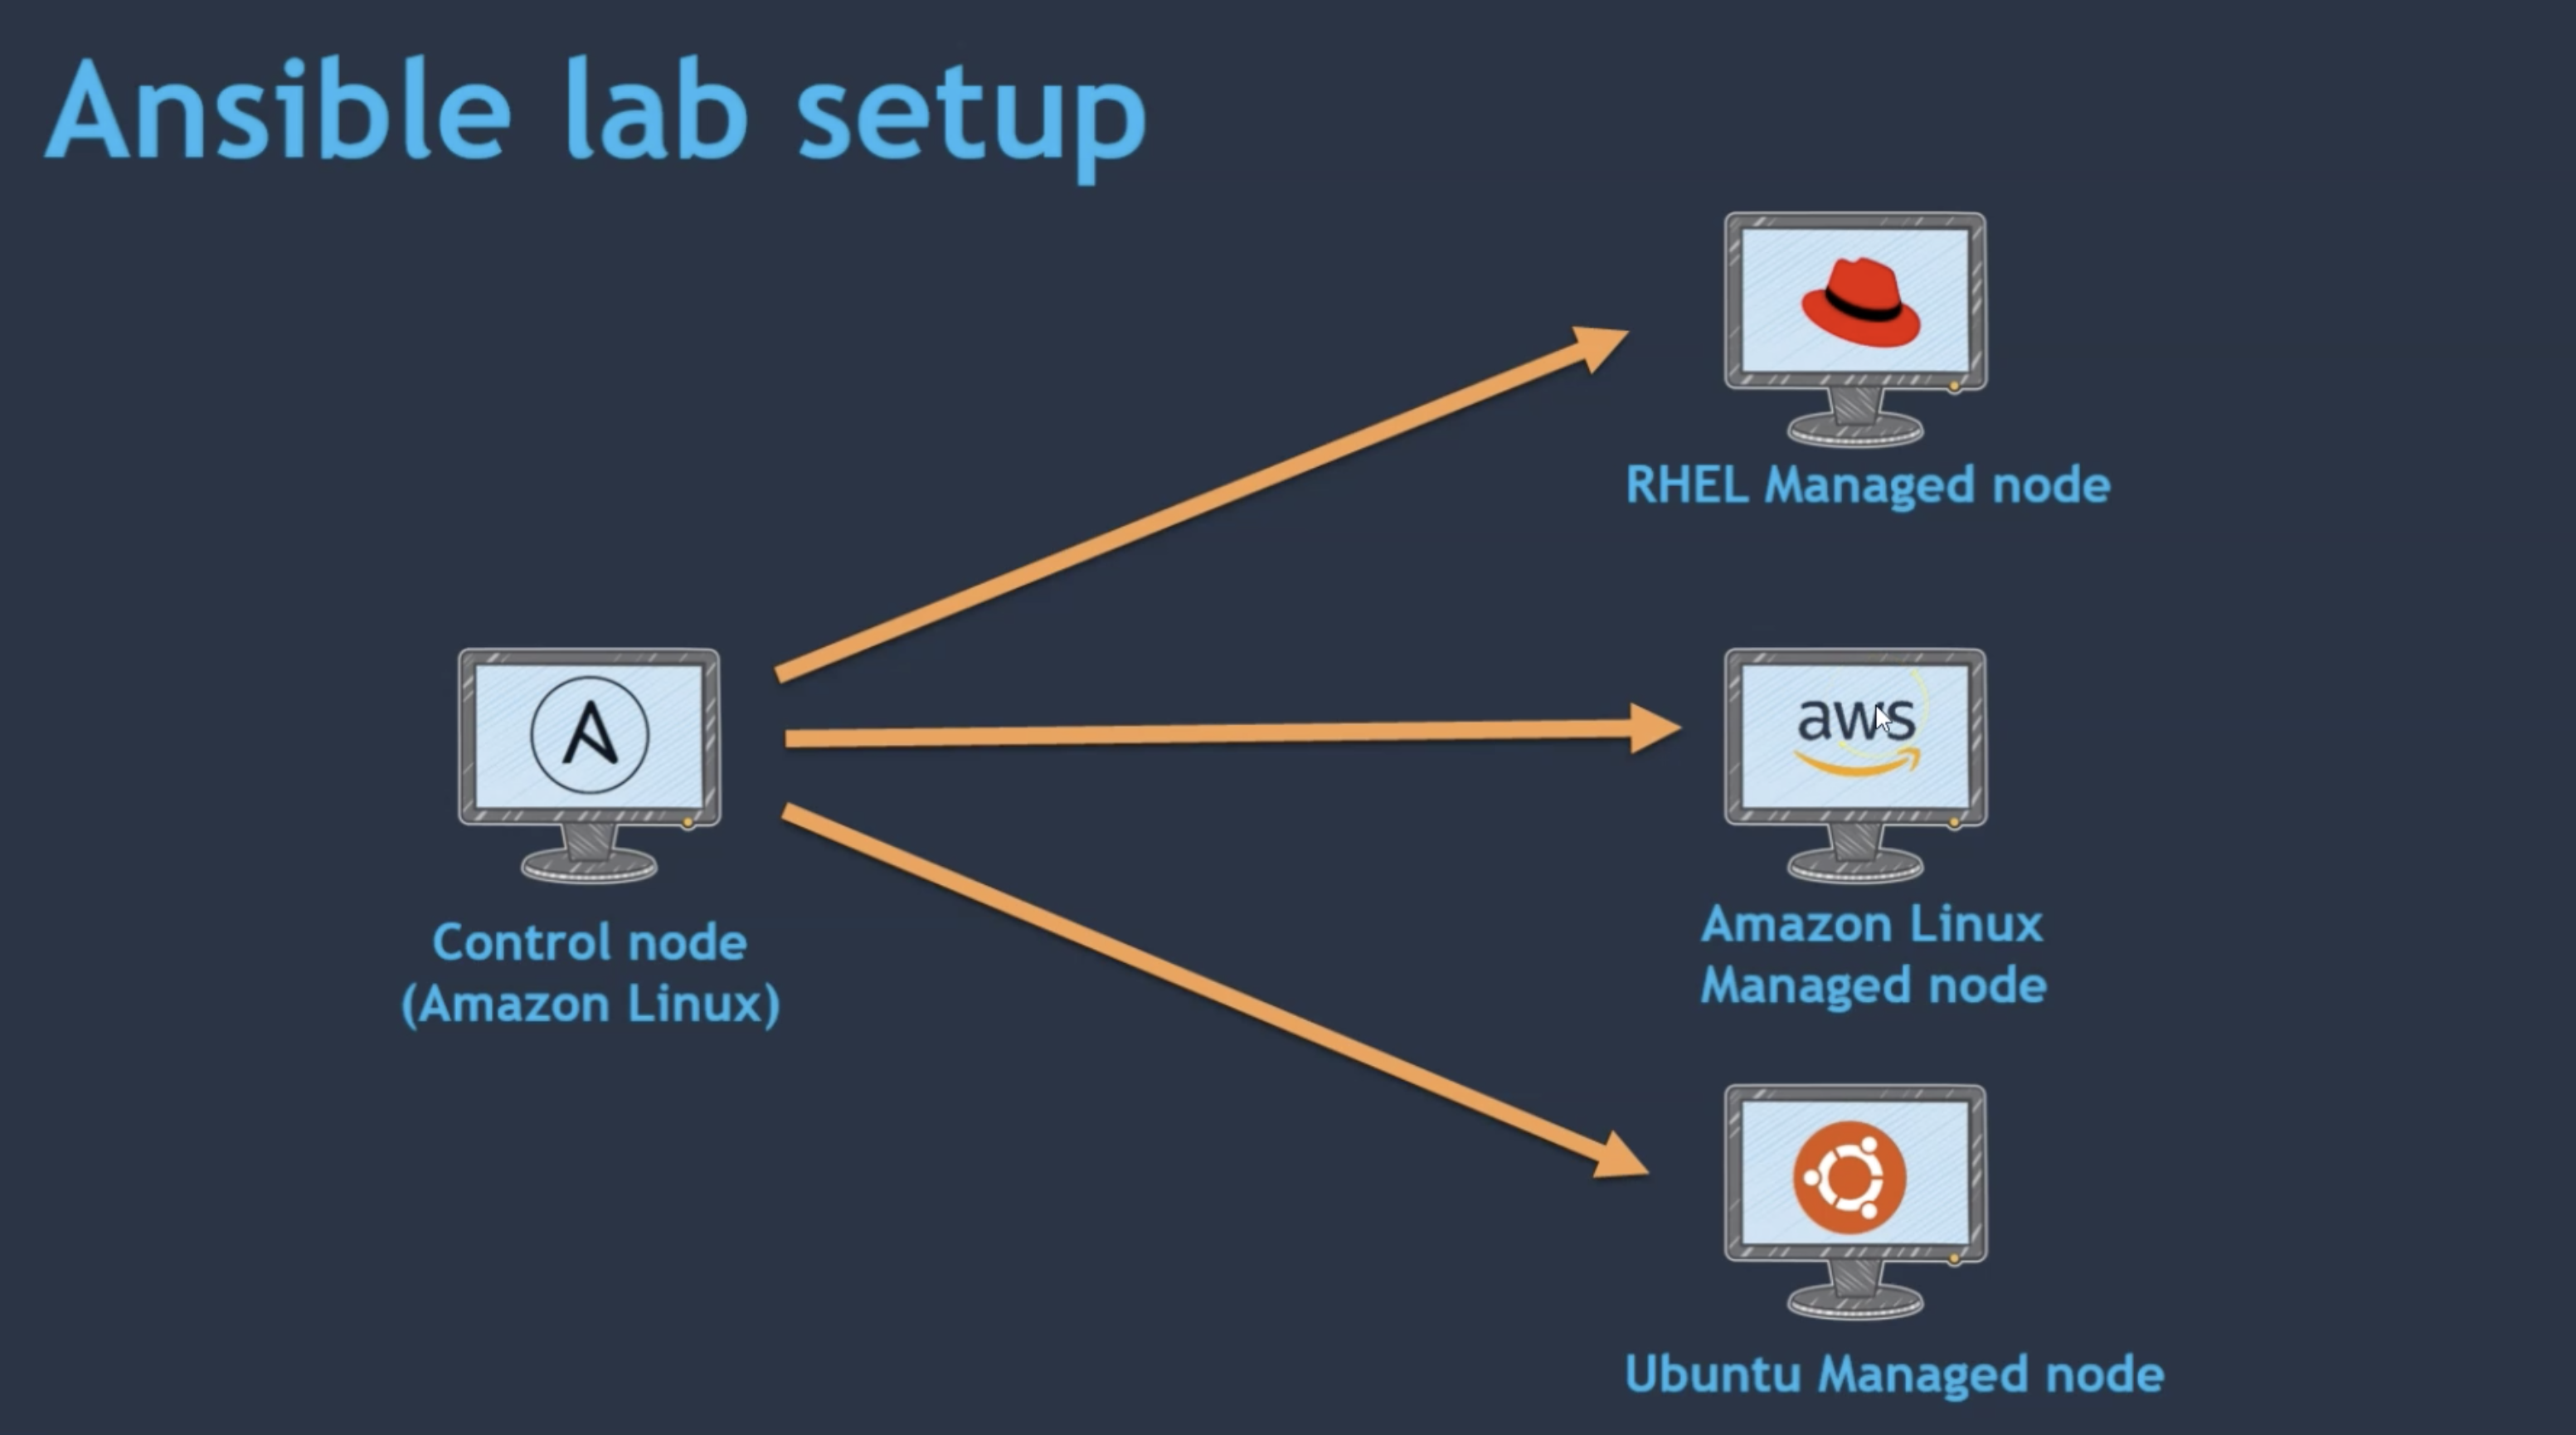 Ansible lab setup
RHEL Managed node
aws
Control node
(Amazon Linux)
Amazon Linux
Managed node
Ubuntu Managed node